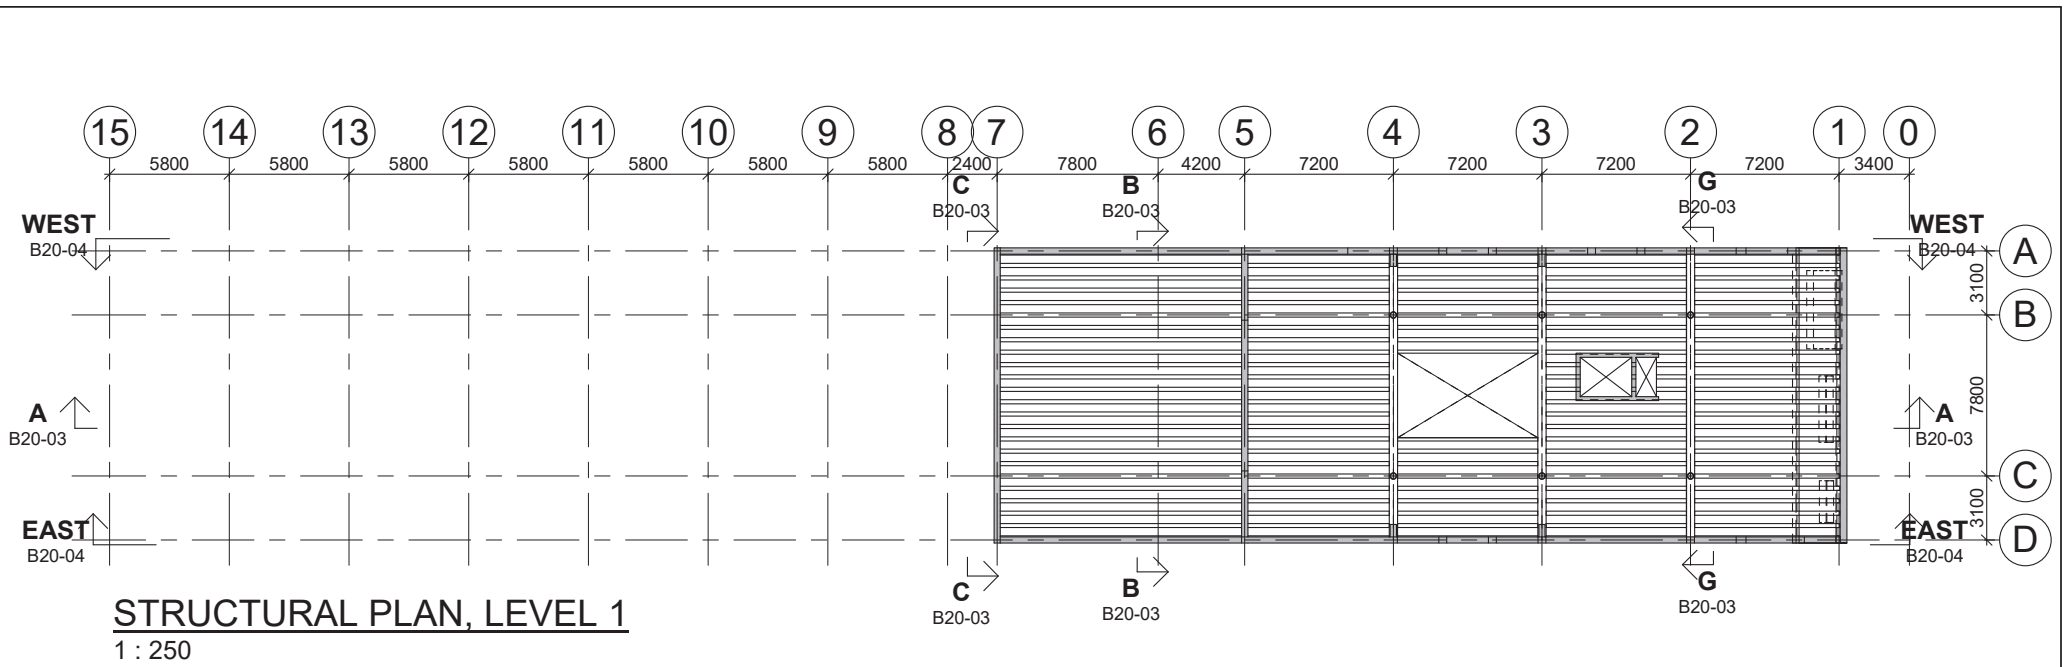 15 14 13 12 11 10 9 8 7 6 5 4 3 2 1 0
5800 5800 5800 5800 5800 5800 5800 2400 7800 4200 7200 7200 7200 7200 3400
C B G
B20-03 B20-03 B20-03
WEST WEST
B20-04 B20-04
A
3100
B
7800
A A
B20-03 B20-03
C
3100
EAST EAST
B20-04 B20-04
D
C B G
B20-03 B20-03 B20-03
STRUCTURAL PLAN, LEVEL 1
1 : 250